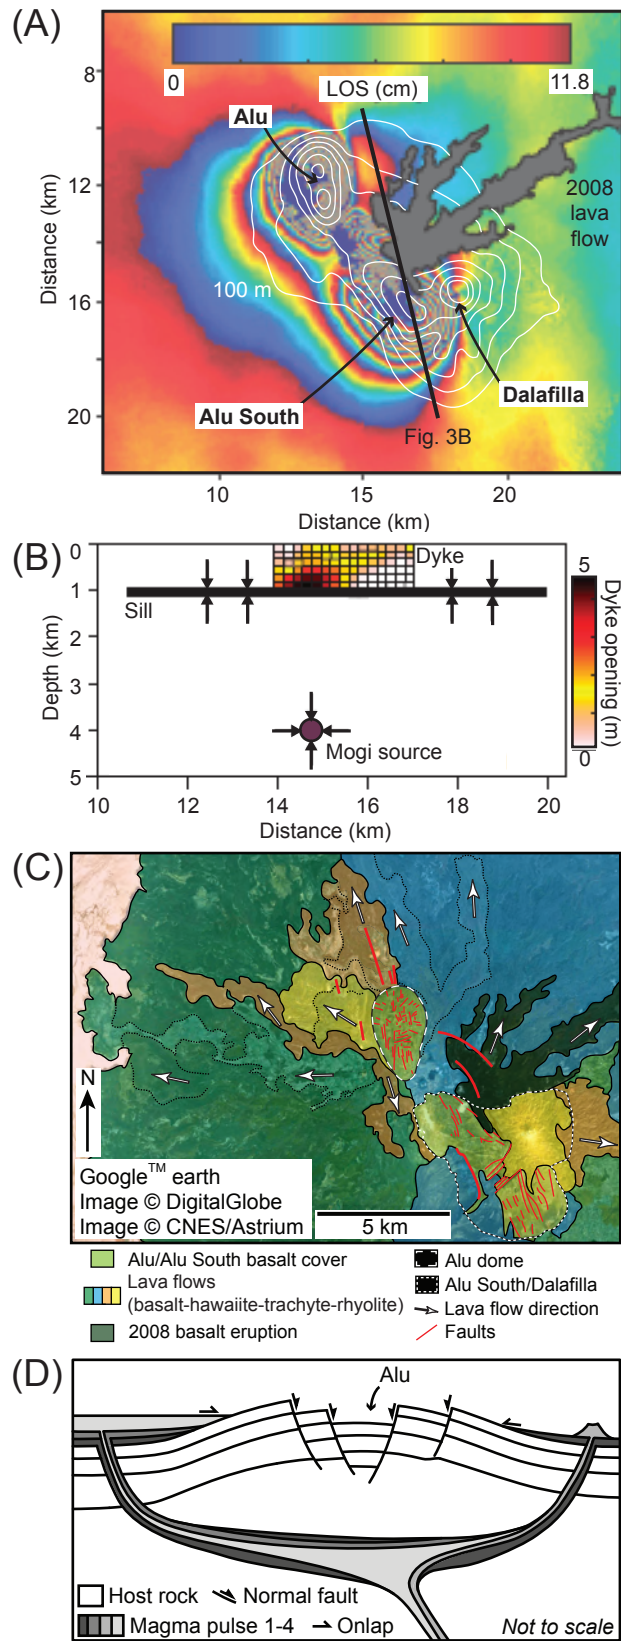 (A)
0
11.8
LOS (cm)
Alu
2008
lava
flow
100 m
Alu South
Dalafilla
Fig. 3B
8
12
16
20
Distance (km)
10
15
20
Distance (km)
(B)
0
1
2
3
4
5
Depth (km)
Dyke
Sill
Mogi source
5
0
Dyke opening (m)
10
12
14
16
18
20
Distance (km)
(C)
N
Google™ earth
Image © DigitalGlobe
Image © CNES/Astrium
5 km
Alu/Alu South basalt cover
Lava flows
(basalt-hawaiite-trachyte-rhyolite)
2008 basalt eruption
Alu dome
Alu South/Dalafilla
Lava flow direction
Faults
(D)
Alu
Host rock
Normal fault
Magma pulse 1-4
Onlap
Not to scale